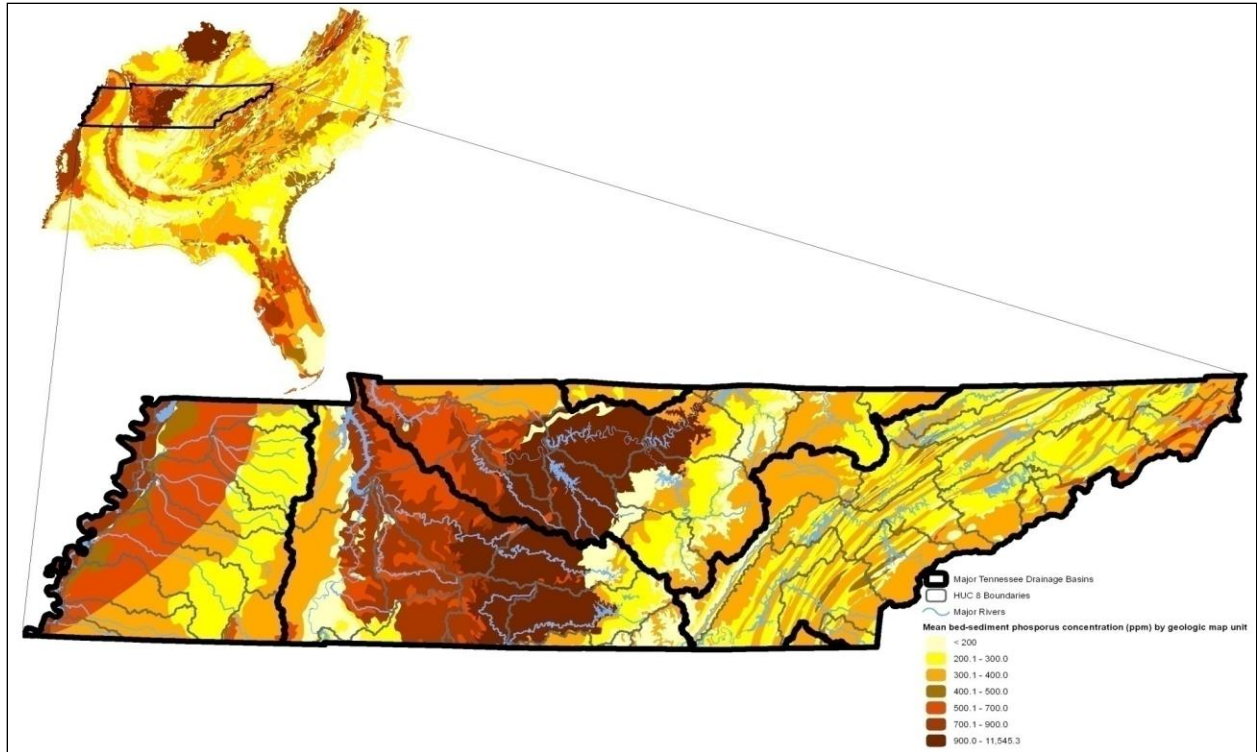 Major Tennessee Drainage Basins
HUC 8 Boundaries
Major Rivers
Mean bed-sediment phosporus concentration (ppm) by geologic map unit
< 200
200.1 - 300.0
300.1 - 400.0
400.1 - 500.0
500.1 - 700.0
700.1 - 900.0
900.0 - 11,545.3